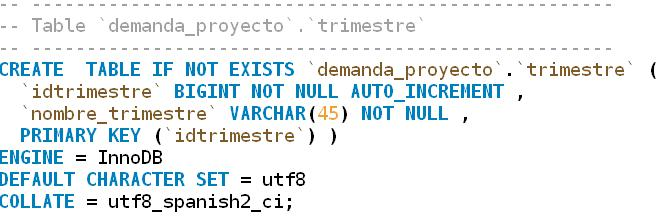 -- -----------------------------------------------------
-- Table `demanda_proyecto`.`trimestre`
-- -----------------------------------------------------
CREATE  TABLE IF NOT EXISTS `demanda_proyecto`.`trimestre` (
  `idtrimestre` BIGINT NOT NULL AUTO_INCREMENT ,
  `nombre_trimestre` VARCHAR(45) NOT NULL ,
  PRIMARY KEY (`idtrimestre`) )
ENGINE = InnoDB
DEFAULT CHARACTER SET = utf8
COLLATE = utf8_spanish2_ci;